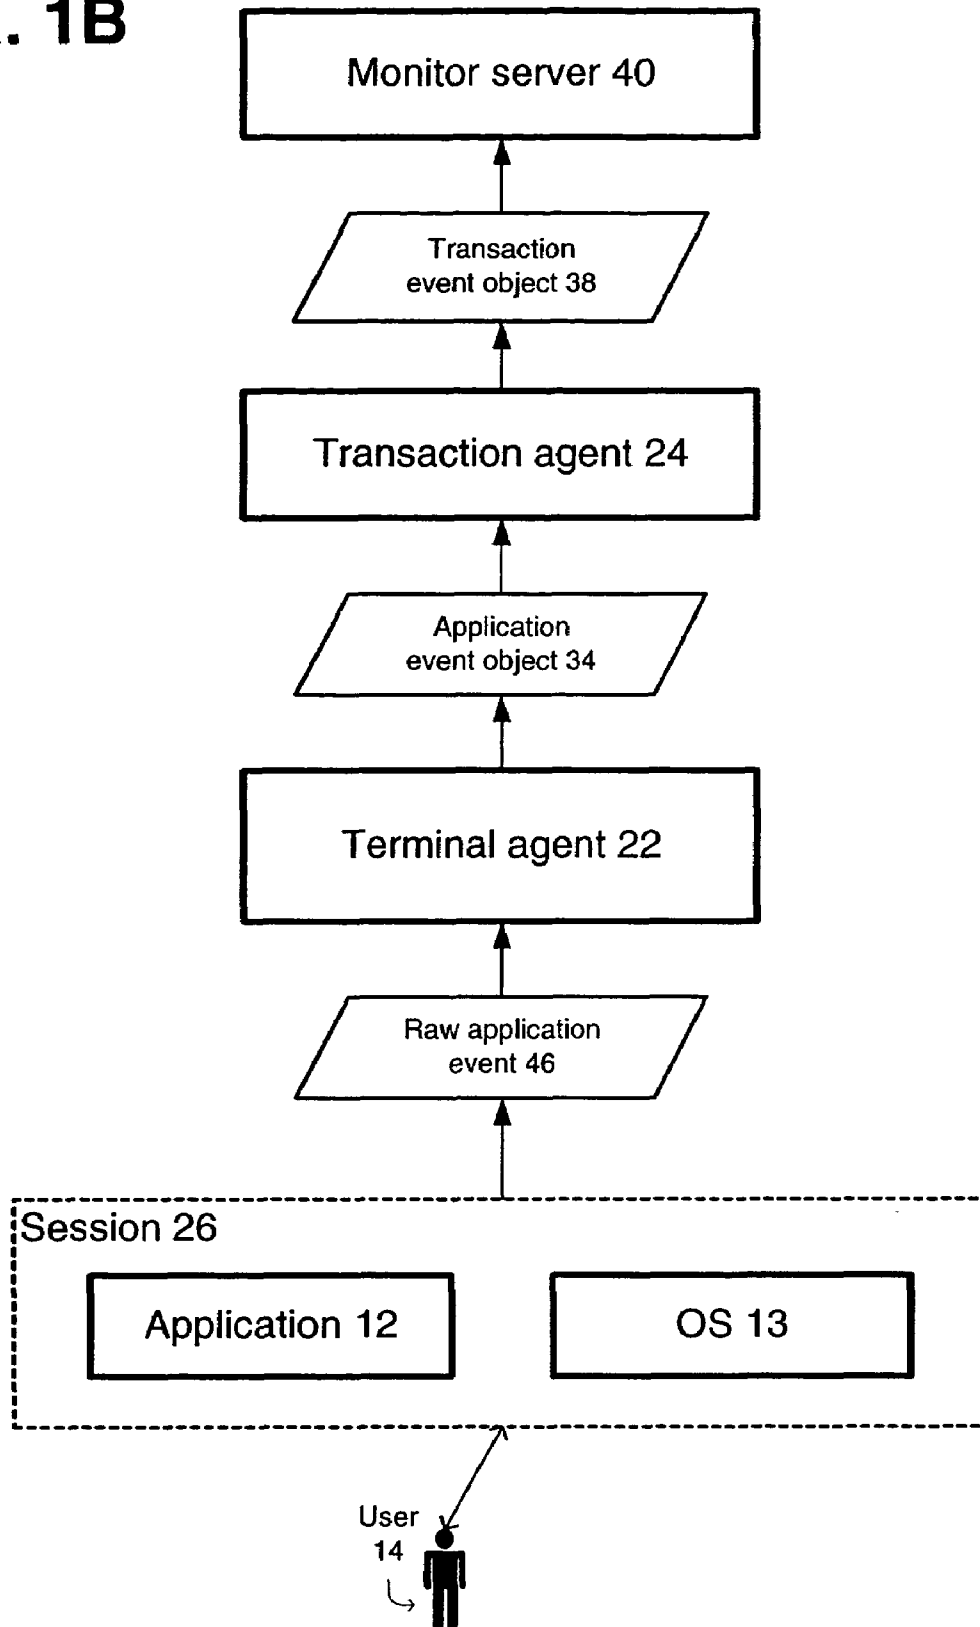 . 1B
Monitor server 40
Transaction
event object 38
Transaction agent 24
Application
event object 34
Terminal agent 22
Raw application
event 46
Session 26
Application 12
OS 13
User
14